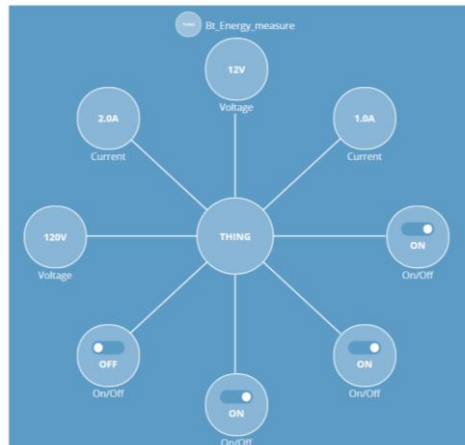 THING Bt_Energy_measure
12V
Voltage
2.0A
Current
1.0A
Current
120V
Voltage
THING
ON
On/Off
OFF
On/Off
ON
On/Off
ON
On/Off